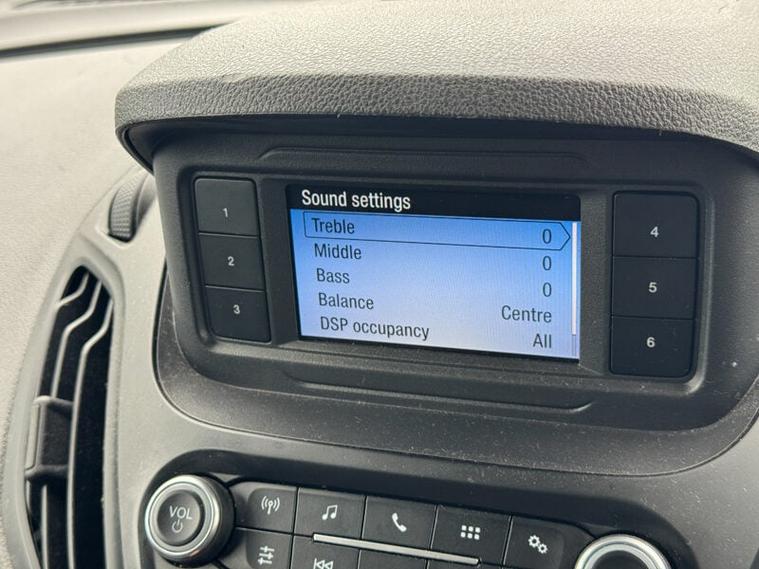 Sound settings
Treble 0
Middle 0
Bass 0
Balance Centre
DSP occupancy All
1
2
3
4
5
6
VOL